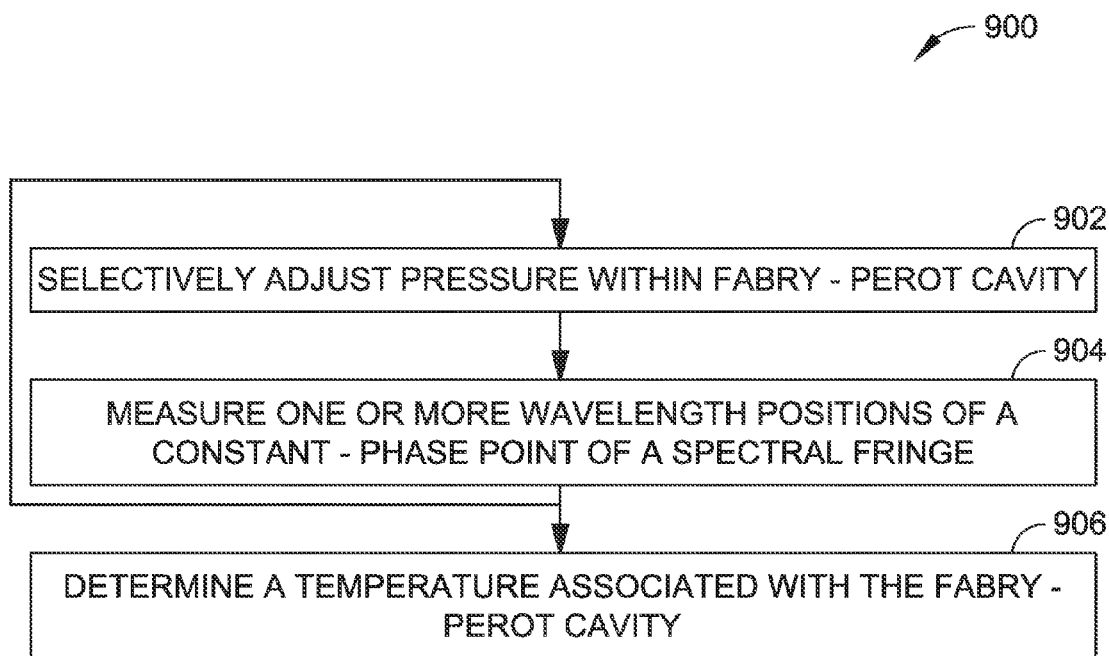 900
902
SELECTIVELY ADJUST PRESSURE WITHIN FABRY - PEROT CAVITY
904
MEASURE ONE OR MORE WAVELENGTH POSITIONS OF A
CONSTANT - PHASE POINT OF A SPECTRAL FRINGE
906
DETERMINE A TEMPERATURE ASSOCIATED WITH THE FABRY -
PEROT CAVITY